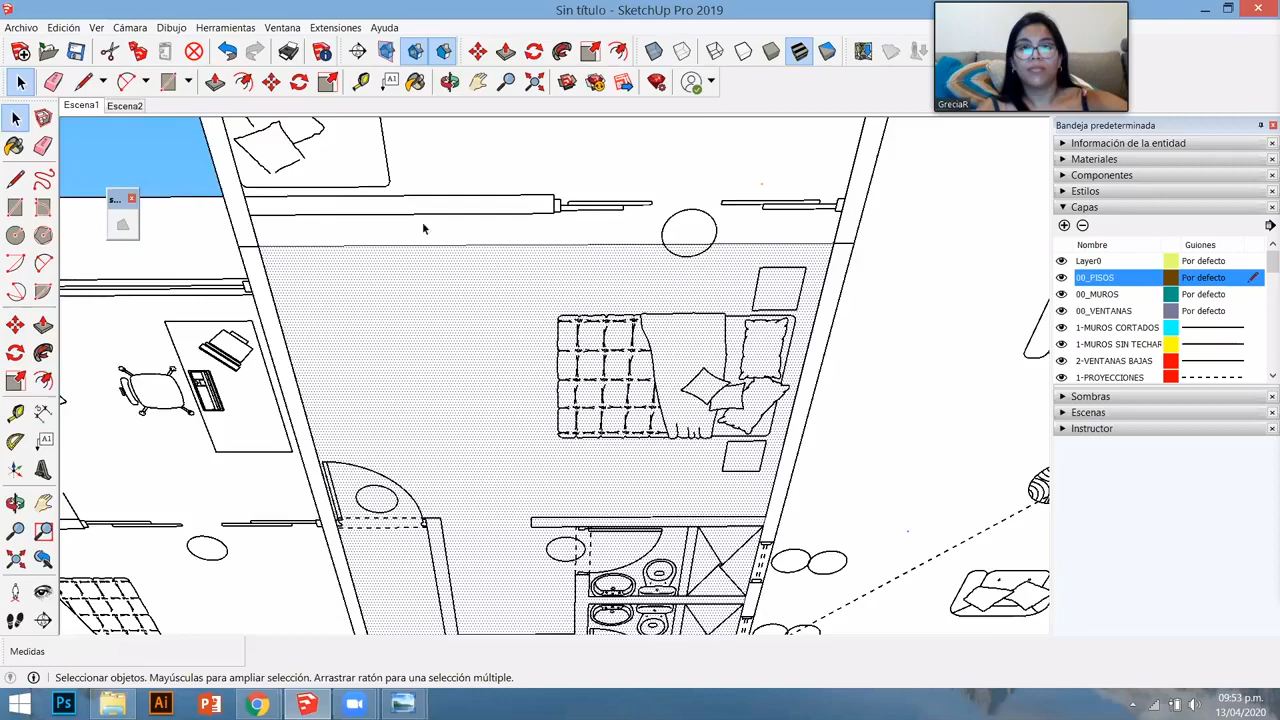 Sin título - SketchUp Pro 2019
Archivo Edición Ver Cámara Dibujo Herramientas Ventana Extensiones Ayuda
GreciaR
Escena1 Escena2
s...
Bandeja predeterminada
Información de la entidad
Materiales
Componentes
Estilos
Capas
Nombre Guiones
Layer0 Por defecto
00_PISOS Por defecto
00_MUROS Por defecto
00_VENTANAS Por defecto
1-MUROS CORTADOS
1-MUROS SIN TECHAR
2-VENTANAS BAJAS
1-PROYECCIONES
Sombras
Escenas
Instructor
Medidas
Seleccionar objetos. Mayúsculas para ampliar selección. Arrastrar ratón para una selección múltiple.
Ps Ai P
09:53 p.m.
13/04/2020